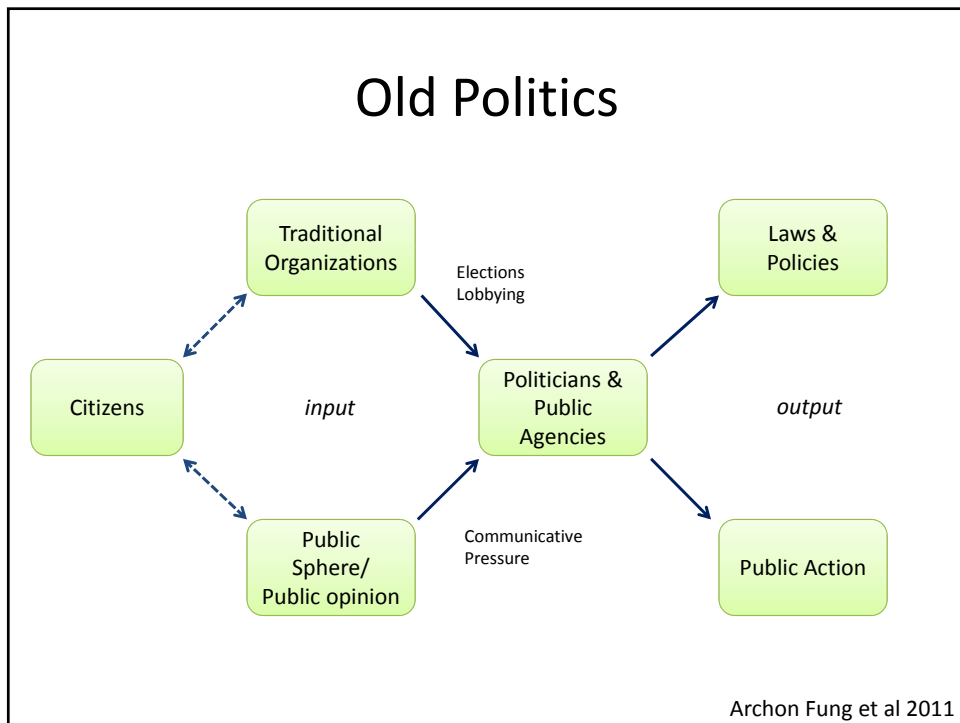 Old Politics
Traditional
Organizations
Elections
Lobbying
Laws &
Policies
Citizens
input
Politicians &
Public
Agencies
output
Public
Sphere/
Public opinion
Communicative
Pressure
Public Action
Archon Fung et al 2011